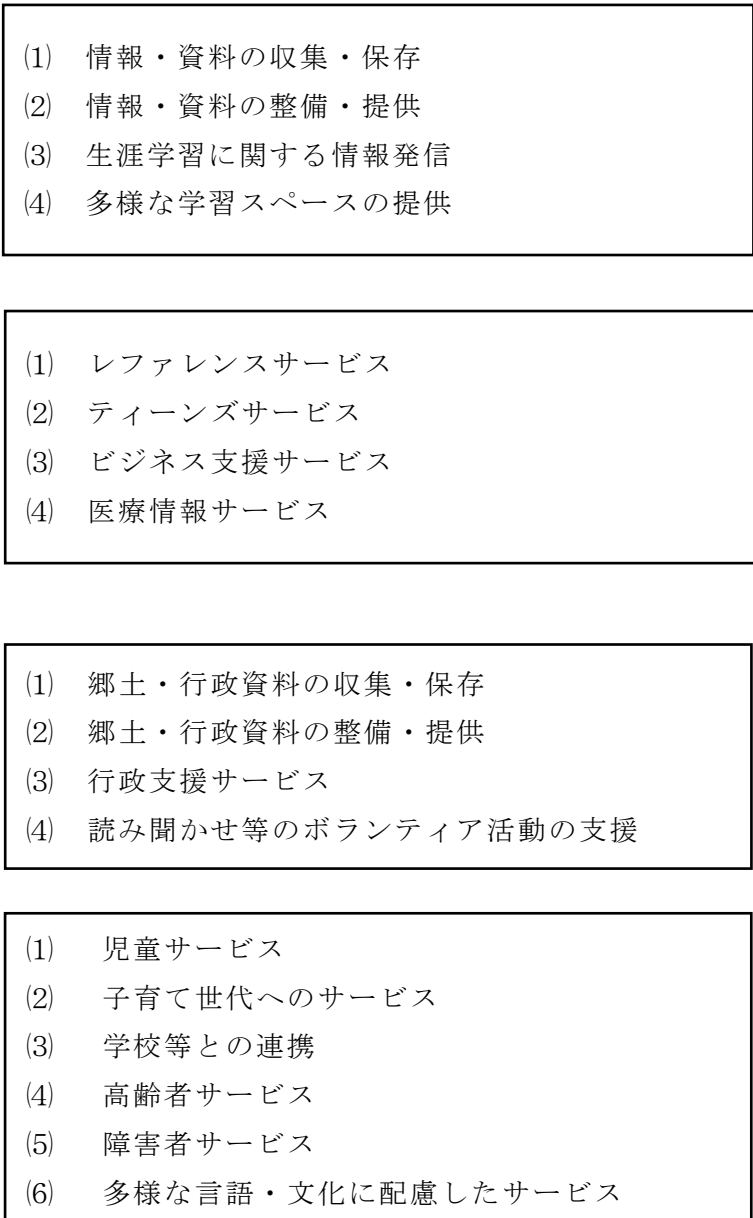 ⑴ 情報・資料の収集・保存
⑵ 情報・資料の整備・提供
⑶ 生涯学習に関する情報発信
⑷ 多様な学習スペースの提供
⑴ レファレンスサービス
⑵ ティーンズサービス
⑶ ビジネス支援サービス
⑷ 医療情報サービス
⑴ 郷土・行政資料の収集・保存
⑵ 郷土・行政資料の整備・提供
⑶ 行政支援サービス
⑷ 読み聞かせ等のボランティア活動の支援
⑴ 児童サービス
⑵ 子育て世代へのサービス
⑶ 学校等との連携
⑷ 高齢者サービス
⑸ 障害者サービス
⑹ 多様な言語・文化に配慮したサービス